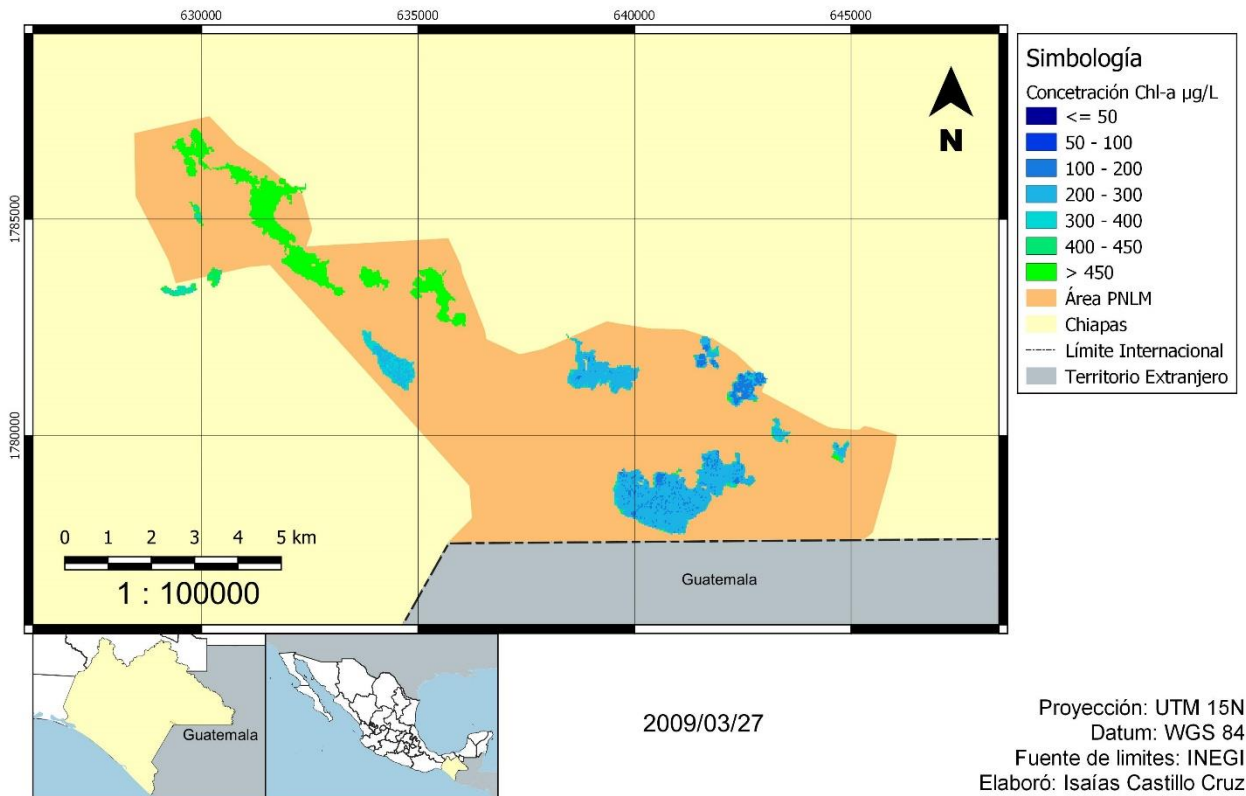 630000
635000
640000
645000
1785000
1780000
N
0 1 2 3 4 5 km
1 : 100000
Guatemala
Simbología
Concetración Chl-a µg/L
<= 50
50 - 100
100 - 200
200 - 300
300 - 400
400 - 450
> 450
Área PNLM
Chiapas
Límite Internacional
Territorio Extranjero
Guatemala
2009/03/27
Proyección: UTM 15N
Datum: WGS 84
Fuente de limites: INEGI
Elaboró: Isaías Castillo Cruz